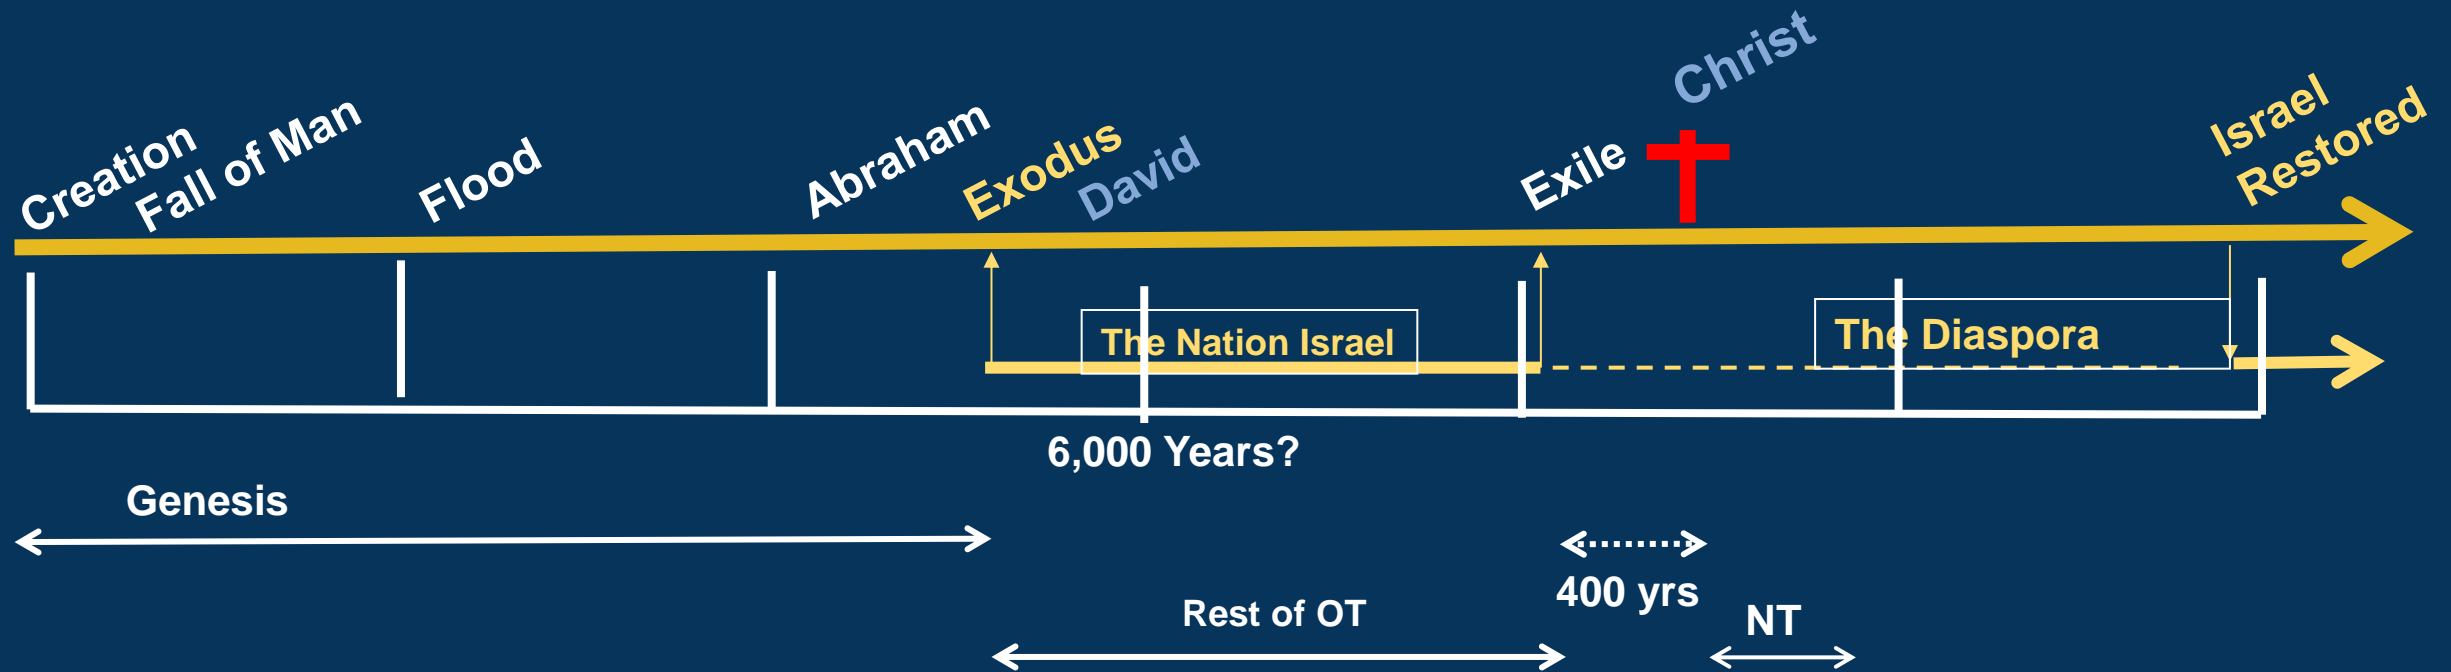 Creation
Fall of Man
Flood
Abraham
Exodus
David
Exile
Christ
Israel
Restored
The Nation Israel
The Diaspora
6,000 Years?
Genesis
400 yrs
Rest of OT
NT